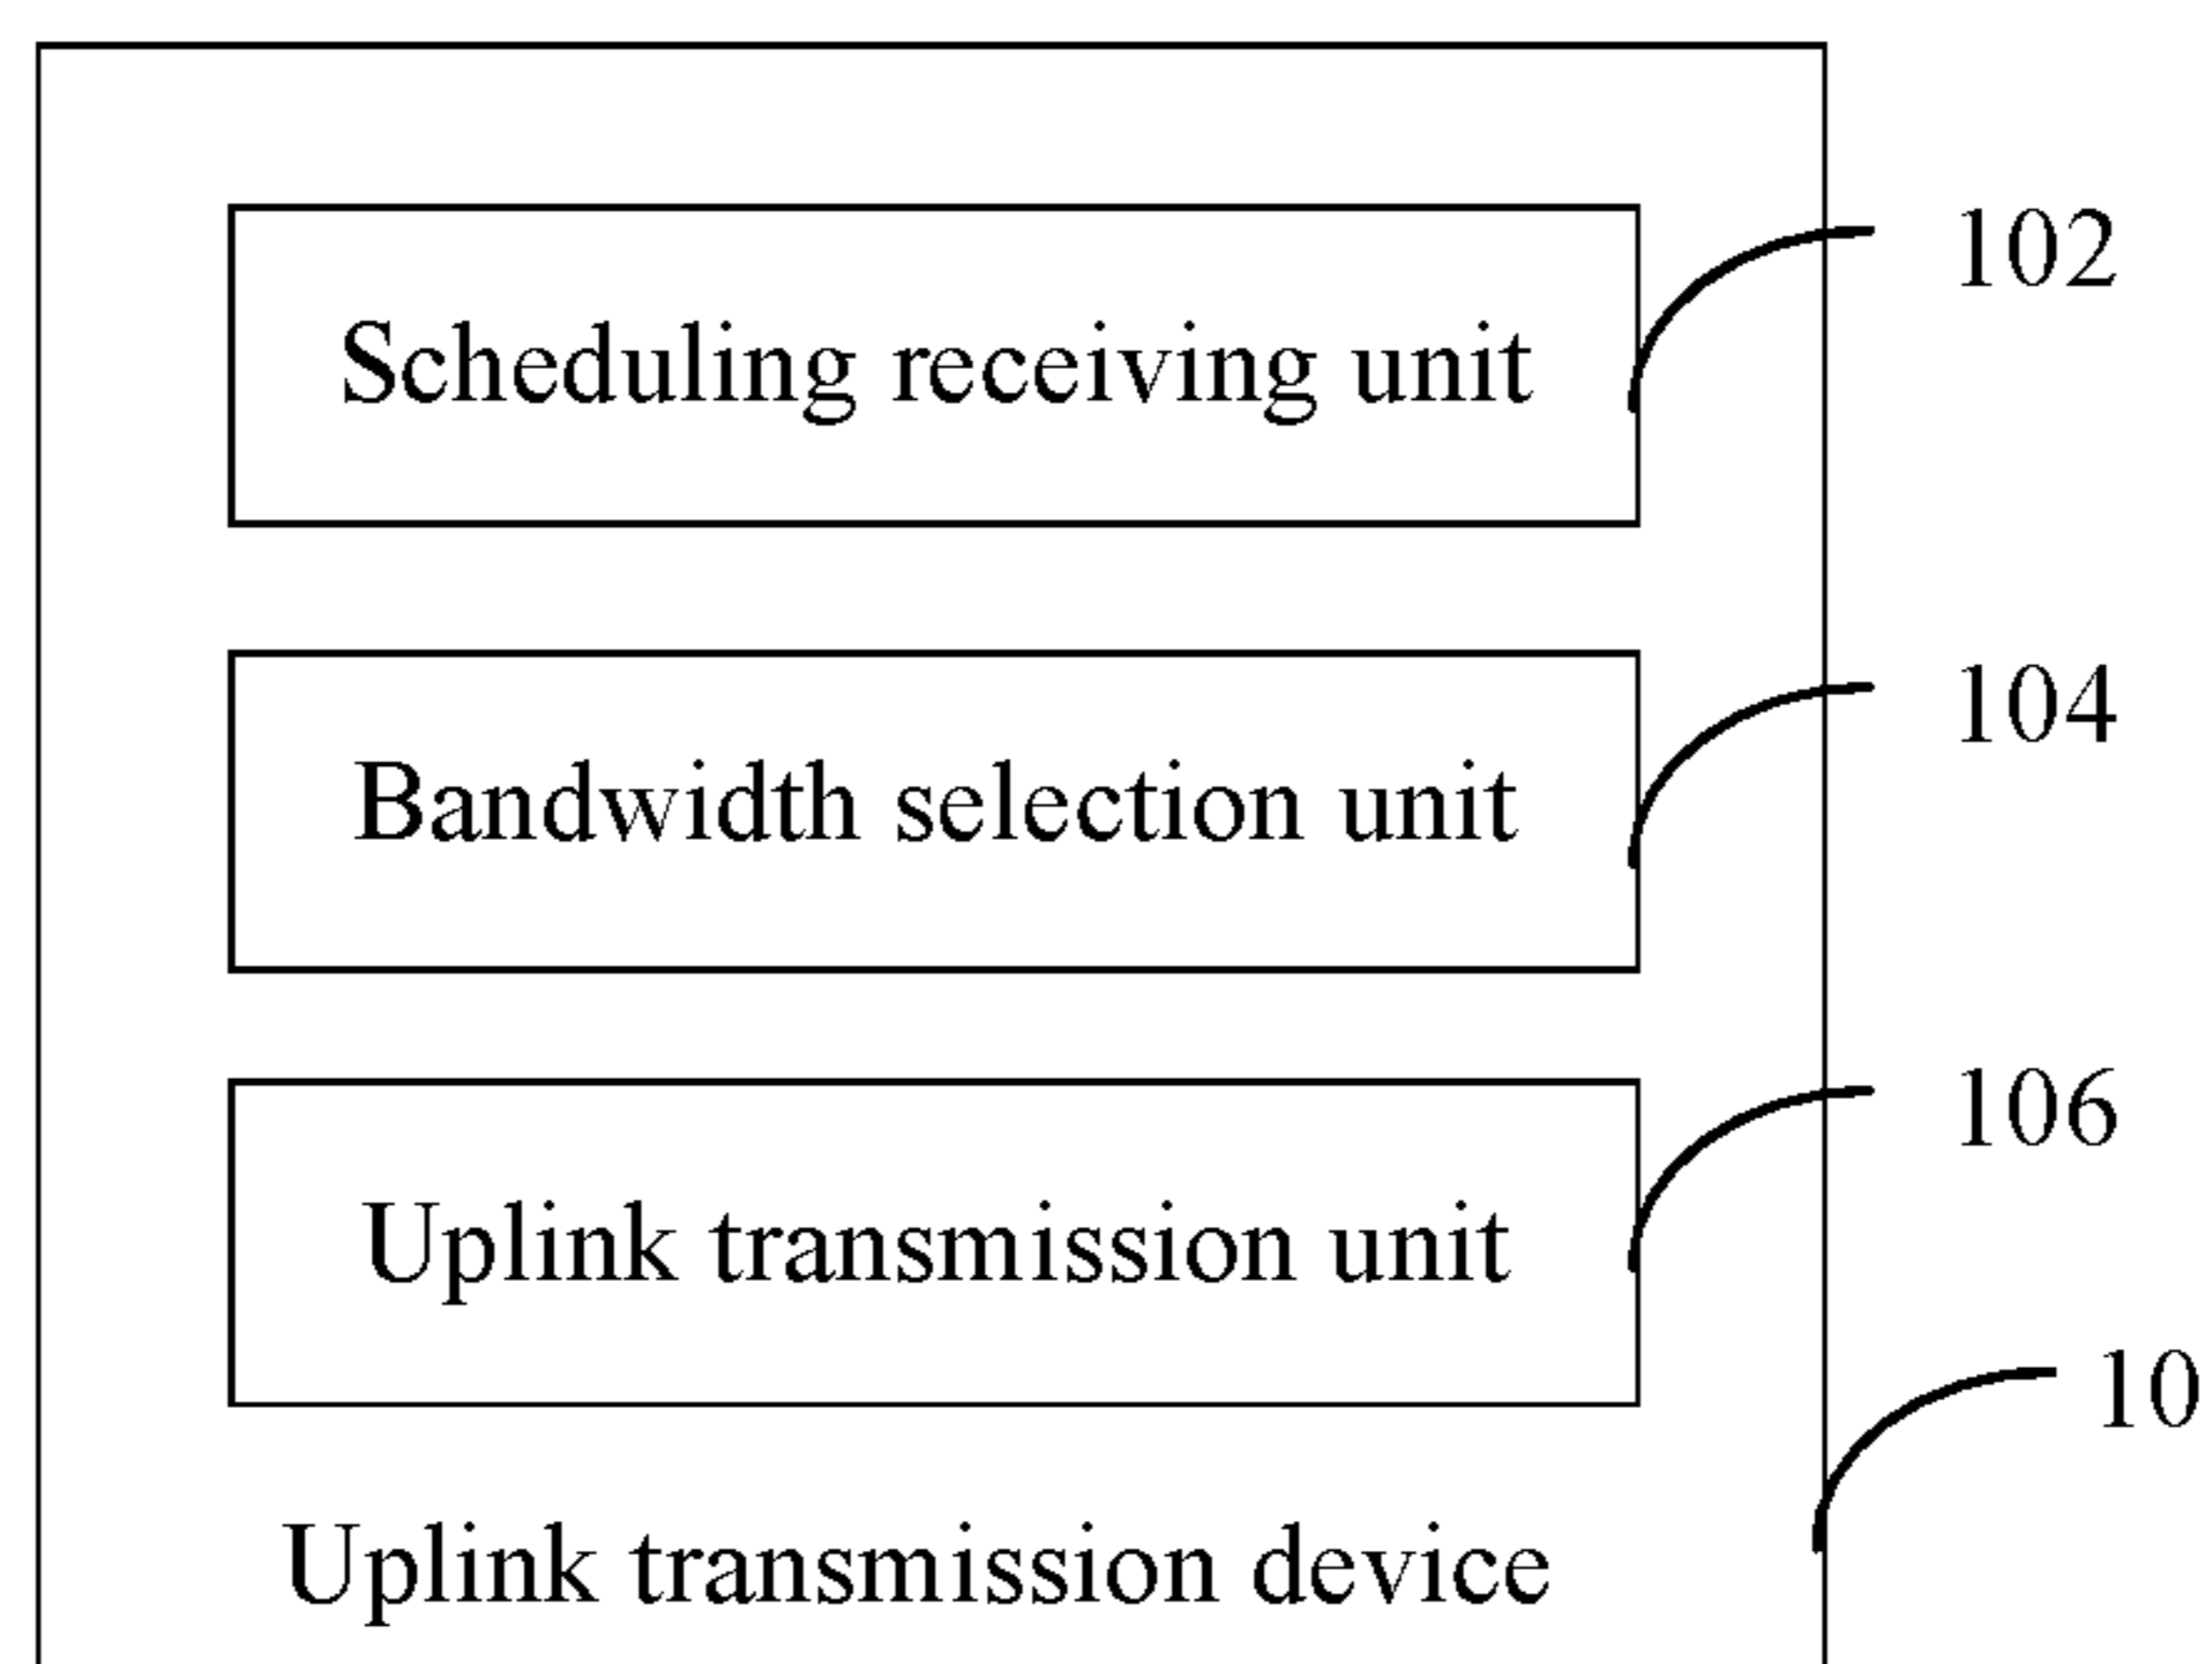 102
Scheduling receiving unit
104
Bandwidth selection unit
106
Uplink transmission unit
10
Uplink transmission device